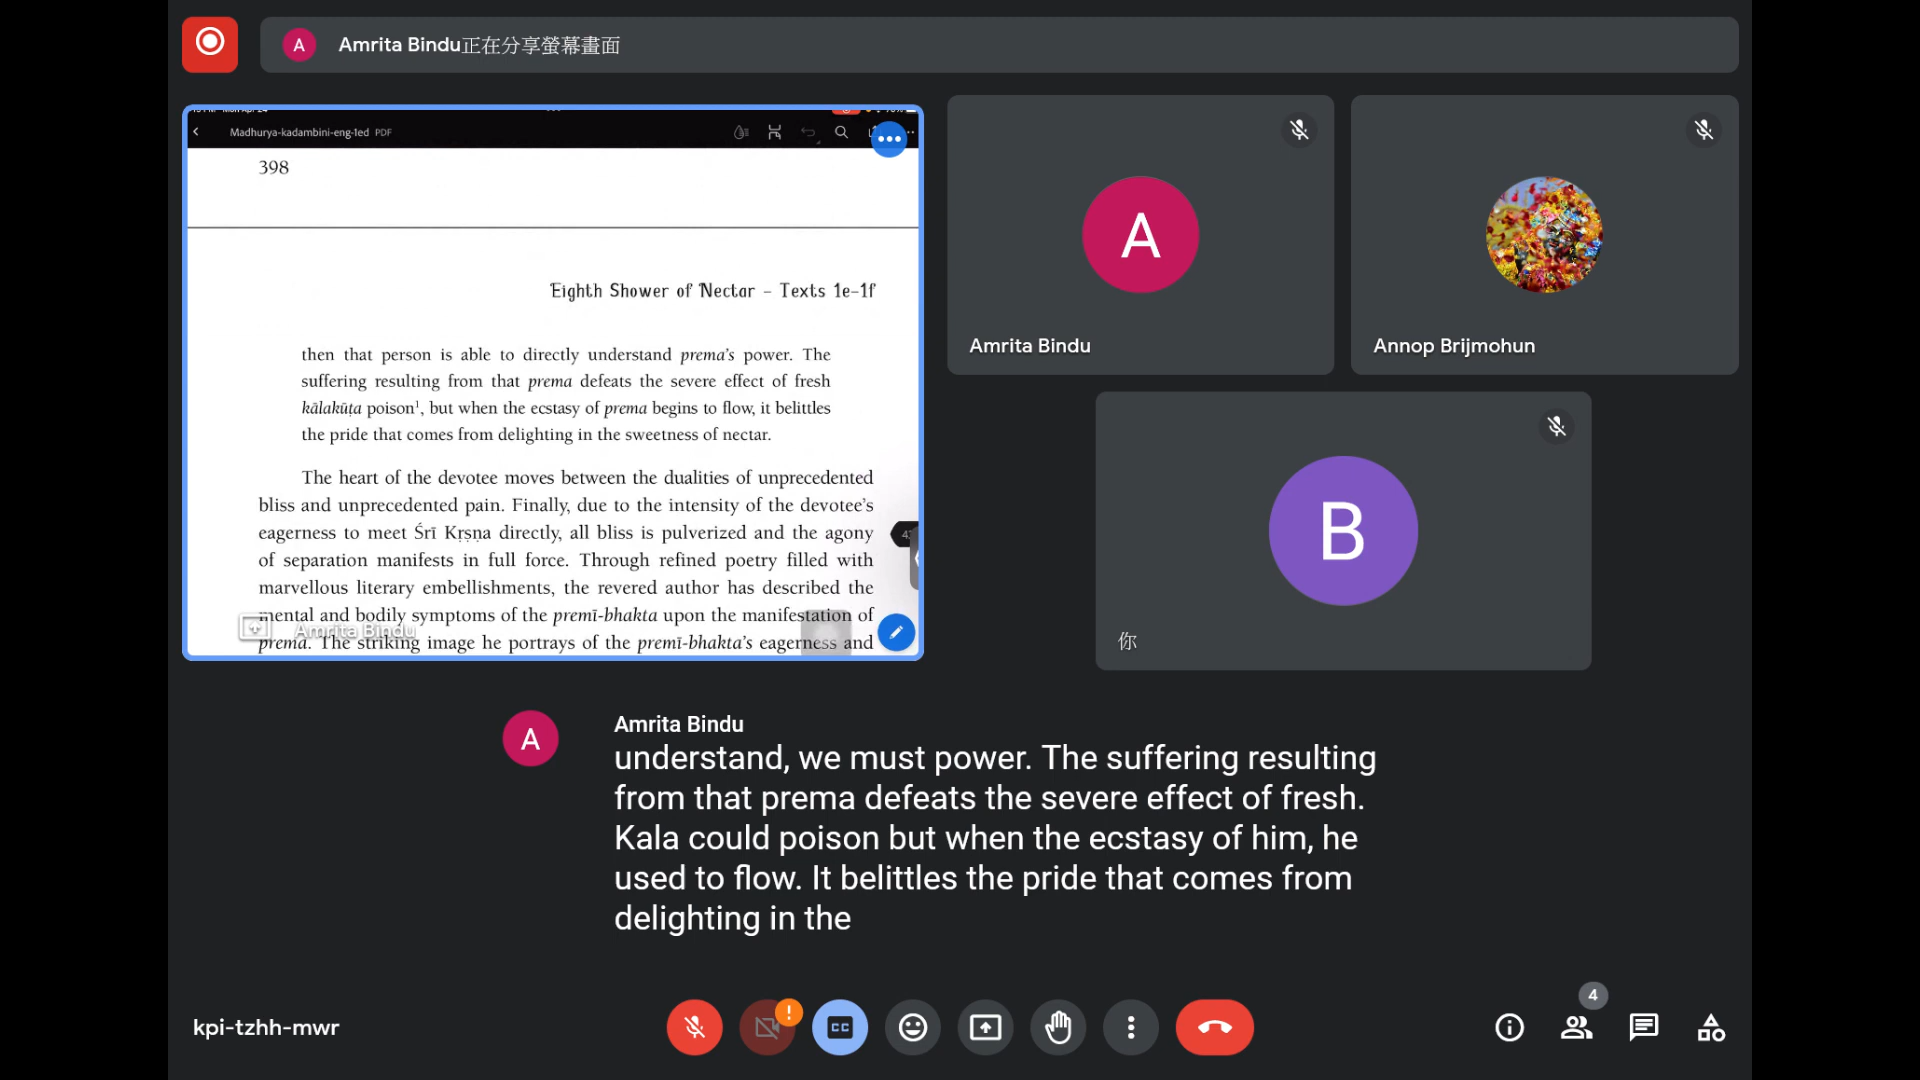 A Amrita Bindu正在分享螢幕畫面
Madhurya-kadambini-eng-1ed PDF
398
Eighth Shower of Nectar – Texts 1e–1f
then that person is able to directly understand prema's power. The
suffering resulting from that prema defeats the severe effect of fresh
kālakūṭa poison¹, but when the ecstasy of prema begins to flow, it belittles
the pride that comes from delighting in the sweetness of nectar.
The heart of the devotee moves between the dualities of unprecedented
bliss and unprecedented pain. Finally, due to the intensity of the devotee's
eagerness to meet Śrī Kṛṣṇa directly, all bliss is pulverized and the agony
of separation manifests in full force. Through refined poetry filled with
marvellous literary embellishments, the revered author has described the
mental and bodily symptoms of the premī-bhakta upon the manifestation of
prema. The striking image he portrays of the premī-bhakta's eagerness and
Amrita Bindu
A
Amrita Bindu
Annop Brijmohun
B
你
A
Amrita Bindu
understand, we must power. The suffering resulting
from that prema defeats the severe effect of fresh.
Kala could poison but when the ecstasy of him, he
used to flow. It belittles the pride that comes from
delighting in the
kpi-tzhh-mwr
CC
4